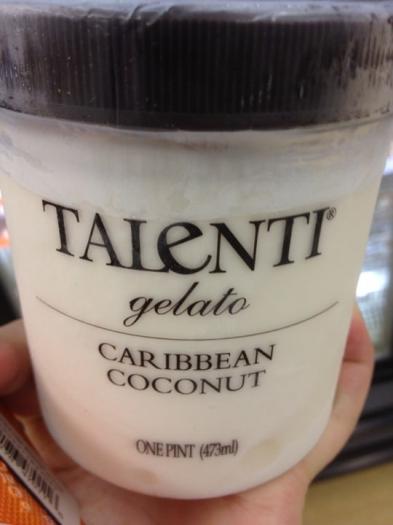 TALENTI®
gelato
CARIBBEAN
COCONUT
ONE PINT (473ml)